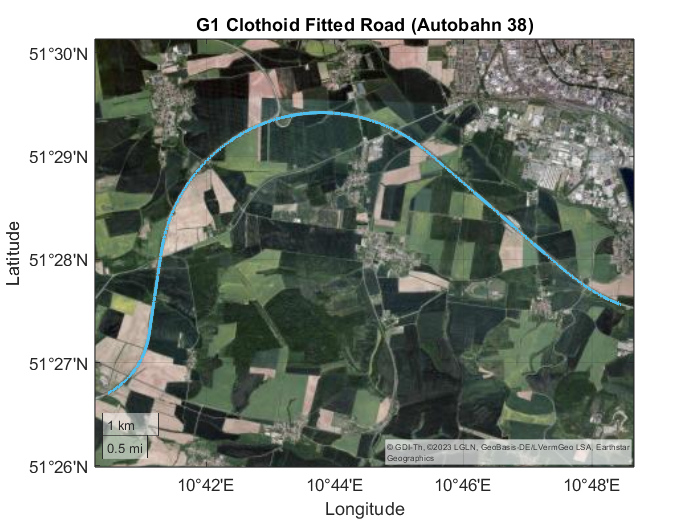 G1 Clothoid Fitted Road (Autobahn 38)
51°30'N
51°29'N
51°28'N
51°27'N
51°26'N
Latitude
1 km
0.5 mi
© GDI-Th, ©2023 LGLN, GeoBasis-DE/LVermGeo LSA, Earthstar
Geographics
10°42'E
10°44'E
10°46'E
10°48'E
Longitude